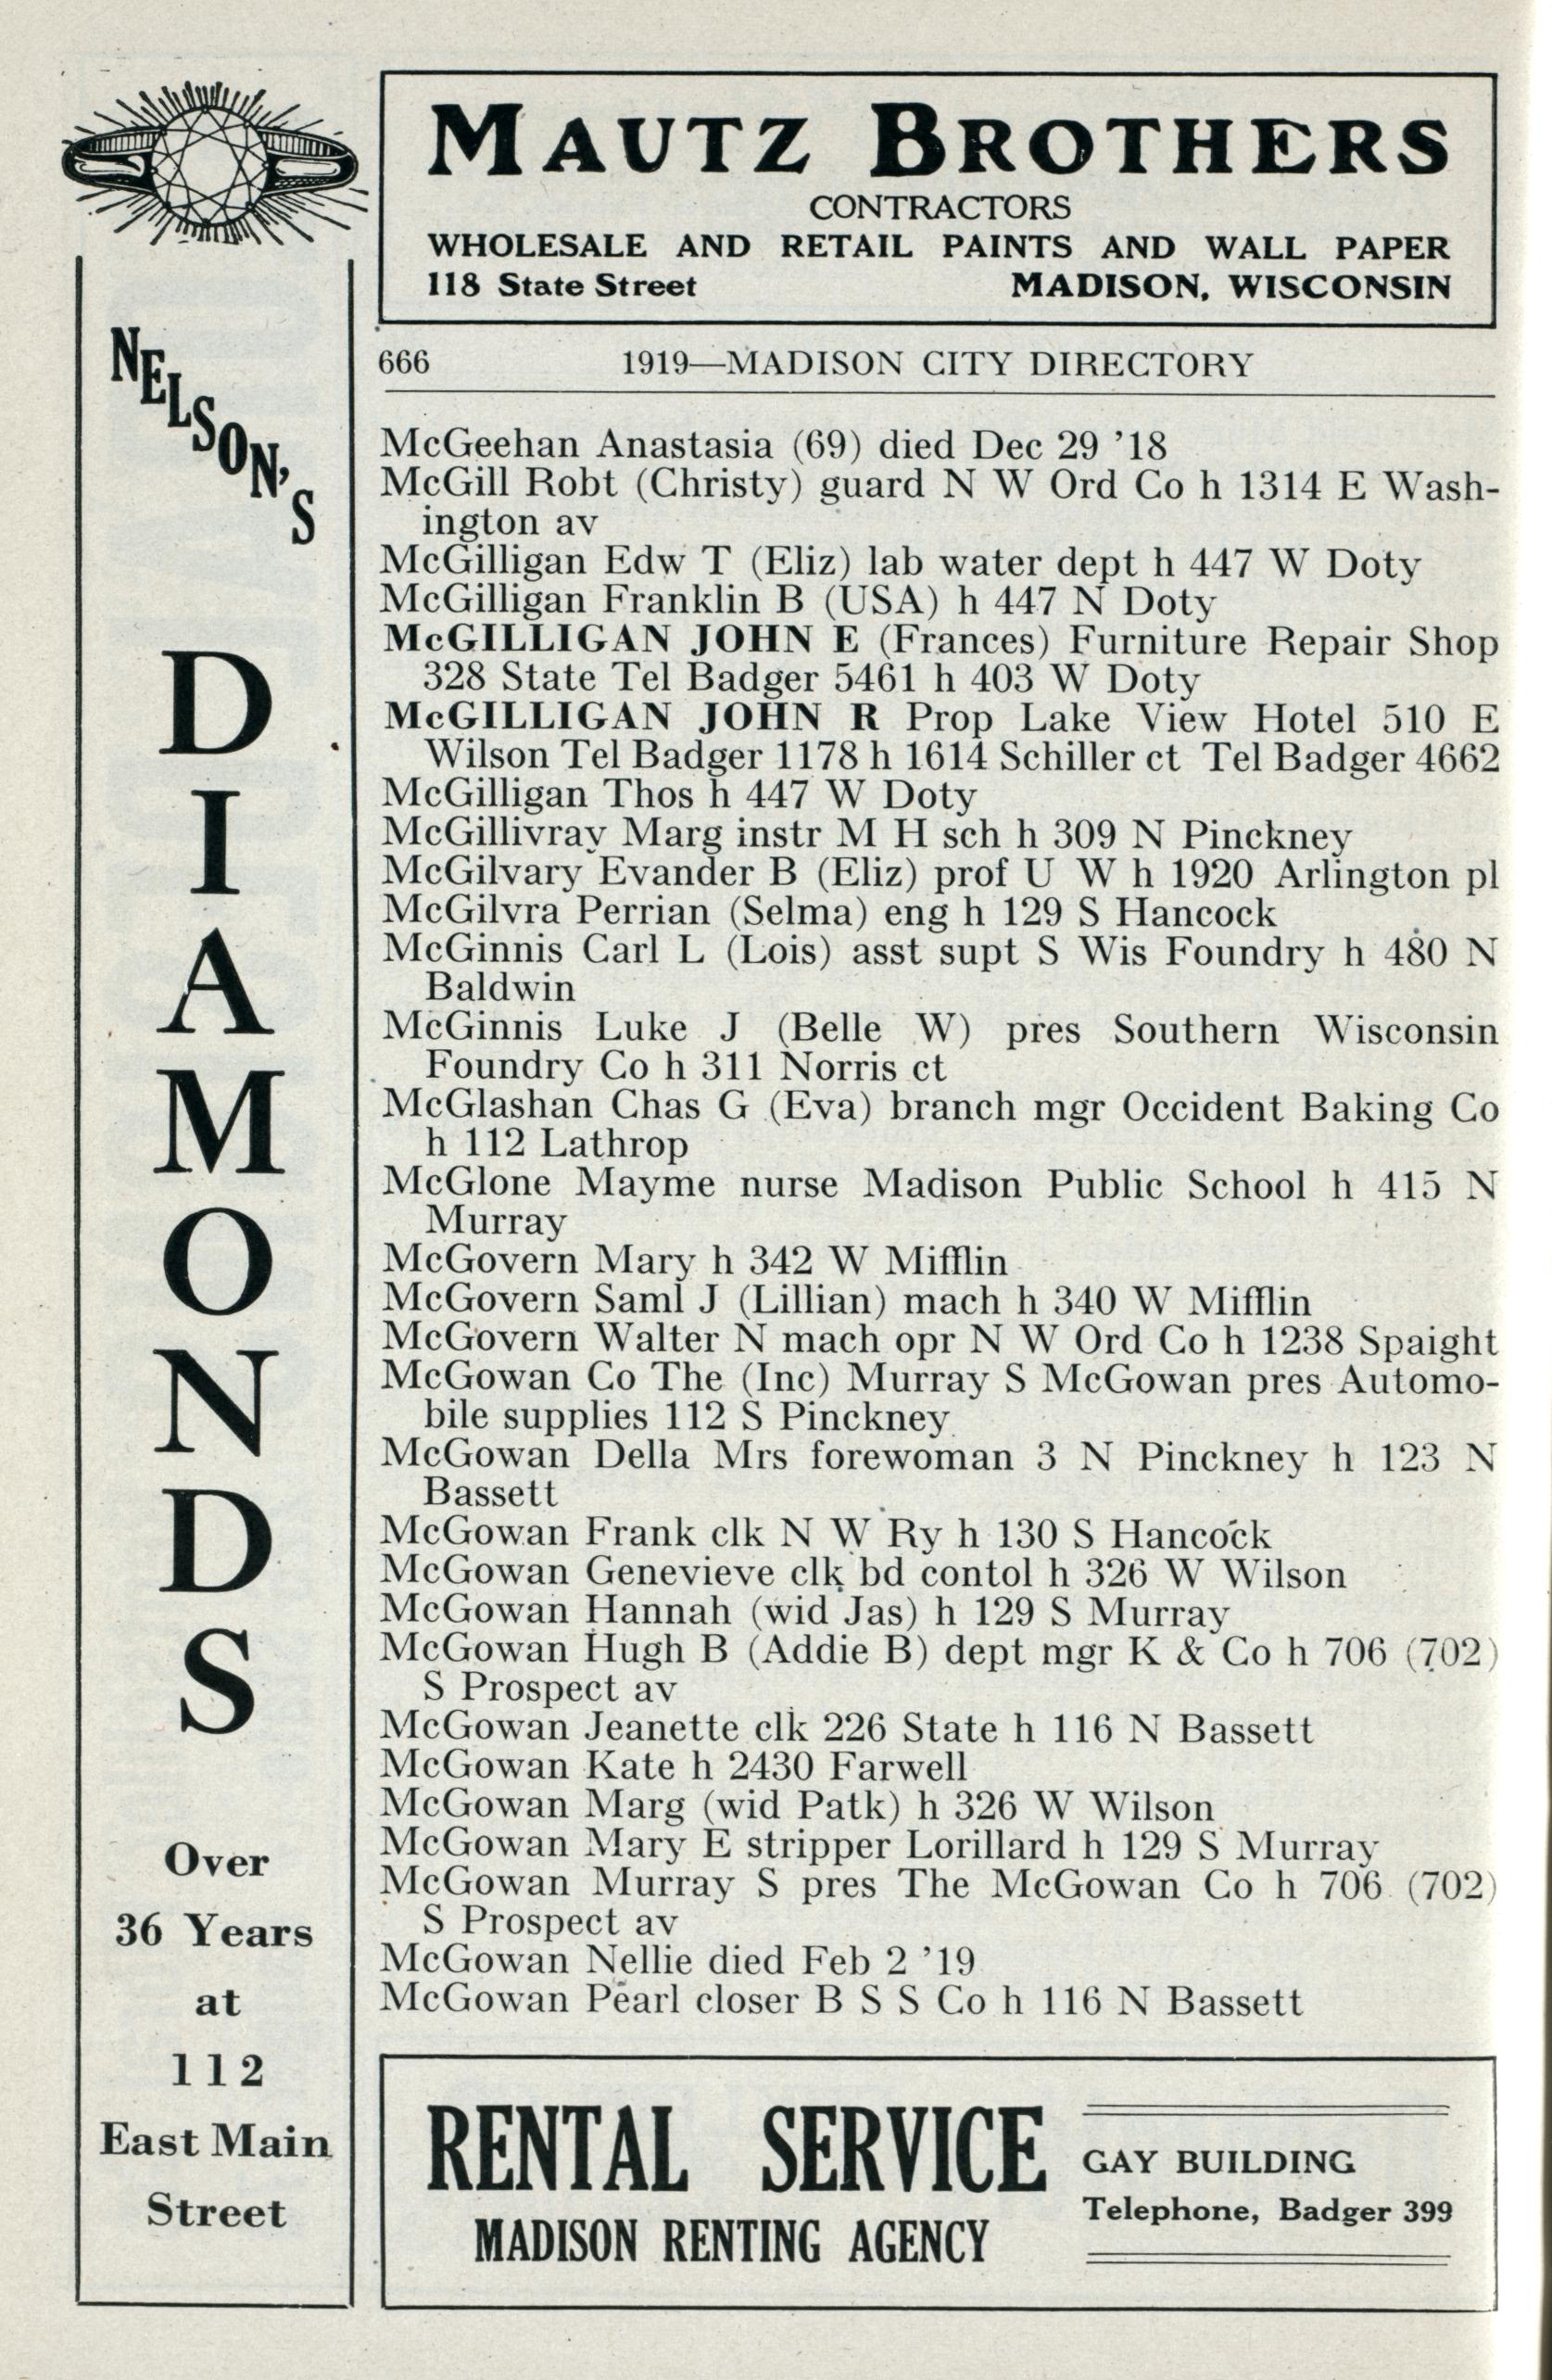 MAUTZ BROTHERS
CONTRACTORS
WHOLESALE AND RETAIL PAINTS AND WALL PAPER
118 State Street MADISON, WISCONSIN
NELSON'S
DIAMONDS
Over
36 Years
at
112
East Main
Street
666 1919—MADISON CITY DIRECTORY
McGeehan Anastasia (69) died Dec 29 '18
McGill Robt (Christy) guard N W Ord Co h 1314 E Wash-
ington av
McGilligan Edw T (Eliz) lab water dept h 447 W Doty
McGilligan Franklin B (USA) h 447 N Doty
McGILLIGAN JOHN E (Frances) Furniture Repair Shop
328 State Tel Badger 5461 h 403 W Doty
McGILLIGAN JOHN R Prop Lake View Hotel 510 E
Wilson Tel Badger 1178 h 1614 Schiller ct Tel Badger 4662
McGilligan Thos h 447 W Doty
McGillivray Marg instr M H sch h 309 N Pinckney
McGilvary Evander B (Eliz) prof U W h 1920 Arlington pl
McGilvra Perrian (Selma) eng h 129 S Hancock
McGinnis Carl L (Lois) asst supt S Wis Foundry h 480 N
Baldwin
McGinnis Luke J (Belle W) pres Southern Wisconsin
Foundry Co h 311 Norris ct
McGlashan Chas G (Eva) branch mgr Occident Baking Co
h 112 Lathrop
McGlone Mayme nurse Madison Public School h 415 N
Murray
McGovern Mary h 342 W Mifflin
McGovern Saml J (Lillian) mach h 340 W Mifflin
McGovern Walter N mach opr N W Ord Co h 1238 Spaight
McGowan Co The (Inc) Murray S McGowan pres Automo-
bile supplies 112 S Pinckney
McGowan Della Mrs forewoman 3 N Pinckney h 123 N
Bassett
McGowan Frank clk N W Ry h 130 S Hancock
McGowan Genevieve clk bd contol h 326 W Wilson
McGowan Hannah (wid Jas) h 129 S Murray
McGowan Hugh B (Addie B) dept mgr K & Co h 706 (702)
S Prospect av
McGowan Jeanette clk 226 State h 116 N Bassett
McGowan Kate h 2430 Farwell
McGowan Marg (wid Patk) h 326 W Wilson
McGowan Mary E stripper Lorillard h 129 S Murray
McGowan Murray S pres The McGowan Co h 706 (702)
S Prospect av
McGowan Nellie died Feb 2 '19
McGowan Pearl closer B S S Co h 116 N Bassett
RENTAL SERVICE
MADISON RENTING AGENCY
GAY BUILDING
Telephone, Badger 399